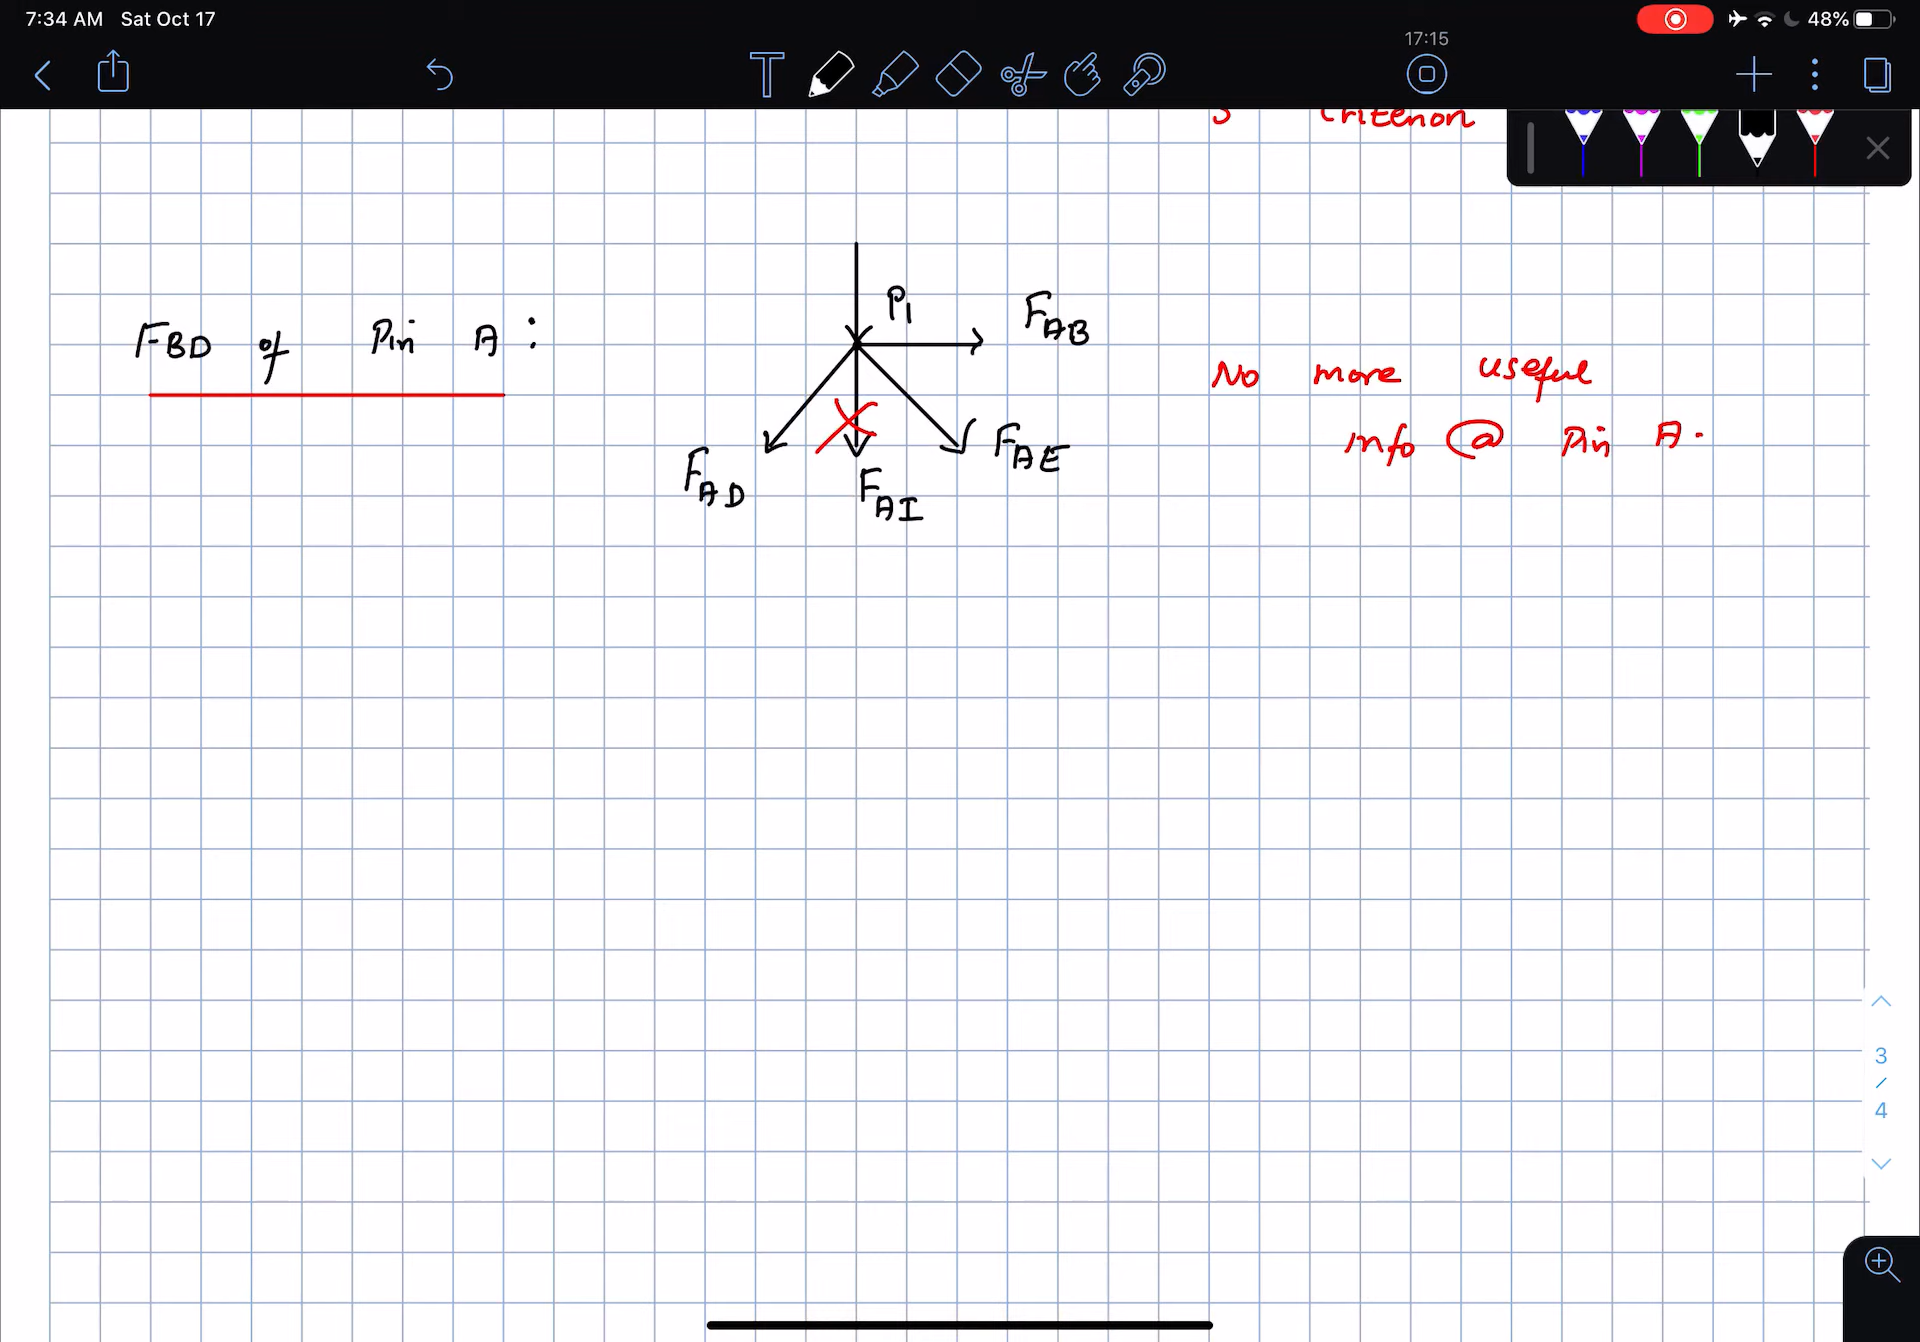 7:34 AM Sat Oct 17
48%
17:15
T
criterion
P1
FAB
FBD of Pin A :
No more useful
info @ Pin A.
FAD
FAI
FAE
3
/
4